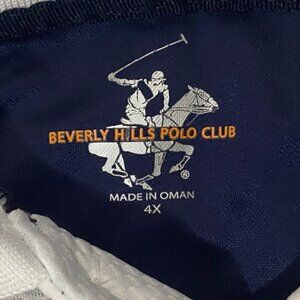 BEVERLY HILLS POLO CLUB
®
MADE IN OMAN
4X